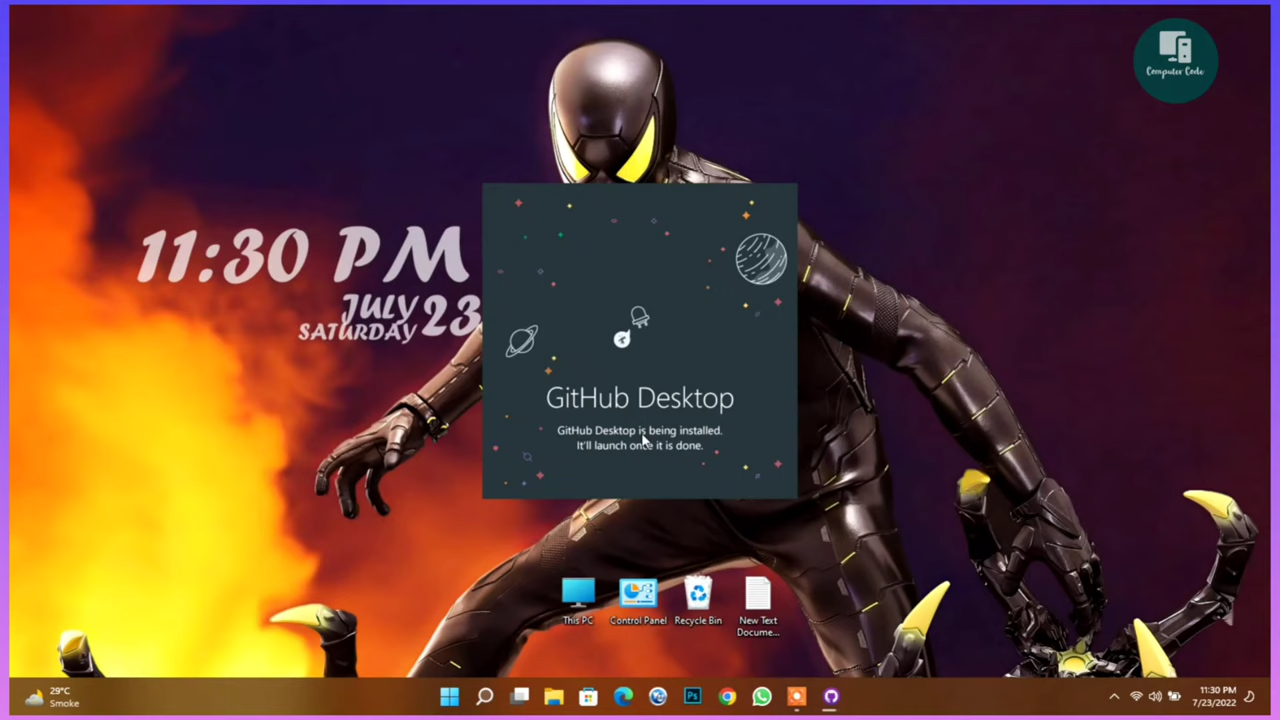 Computer Code
11:30 PM
JULY 23
SATURDAY
GitHub Desktop
GitHub Desktop is being installed.
It'll launch once it is done.
This PC
Control Panel
Recycle Bin
New Text
Docume...
29°C
Smoke
Ps
11:30 PM
7/23/2022